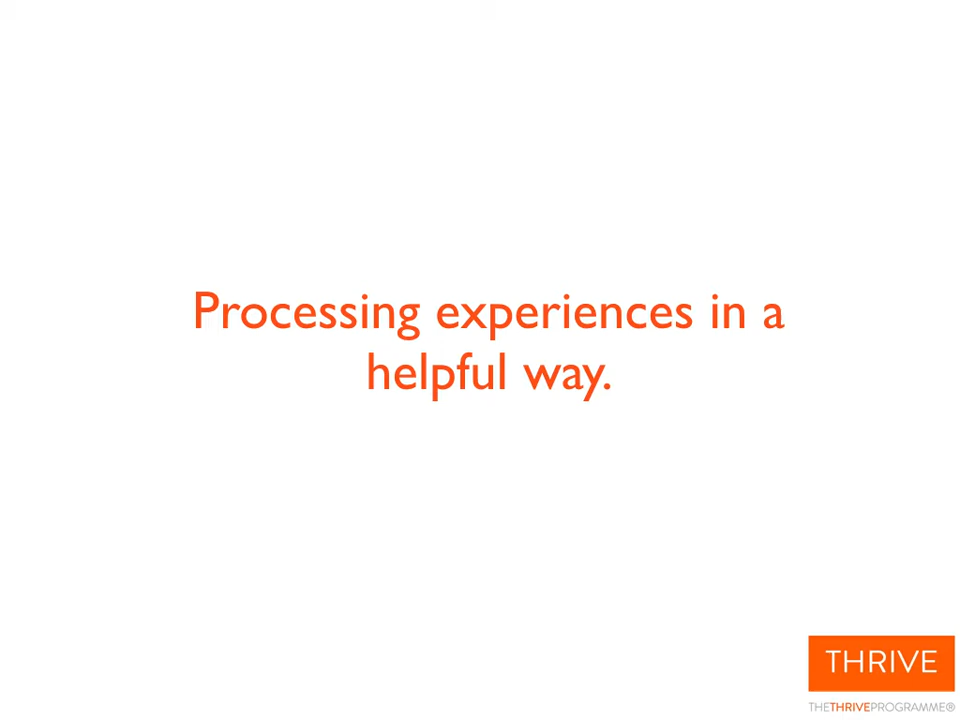 Processing experiences in a
helpful way.
THRIVE
THETHRIVEPROGRAMME®